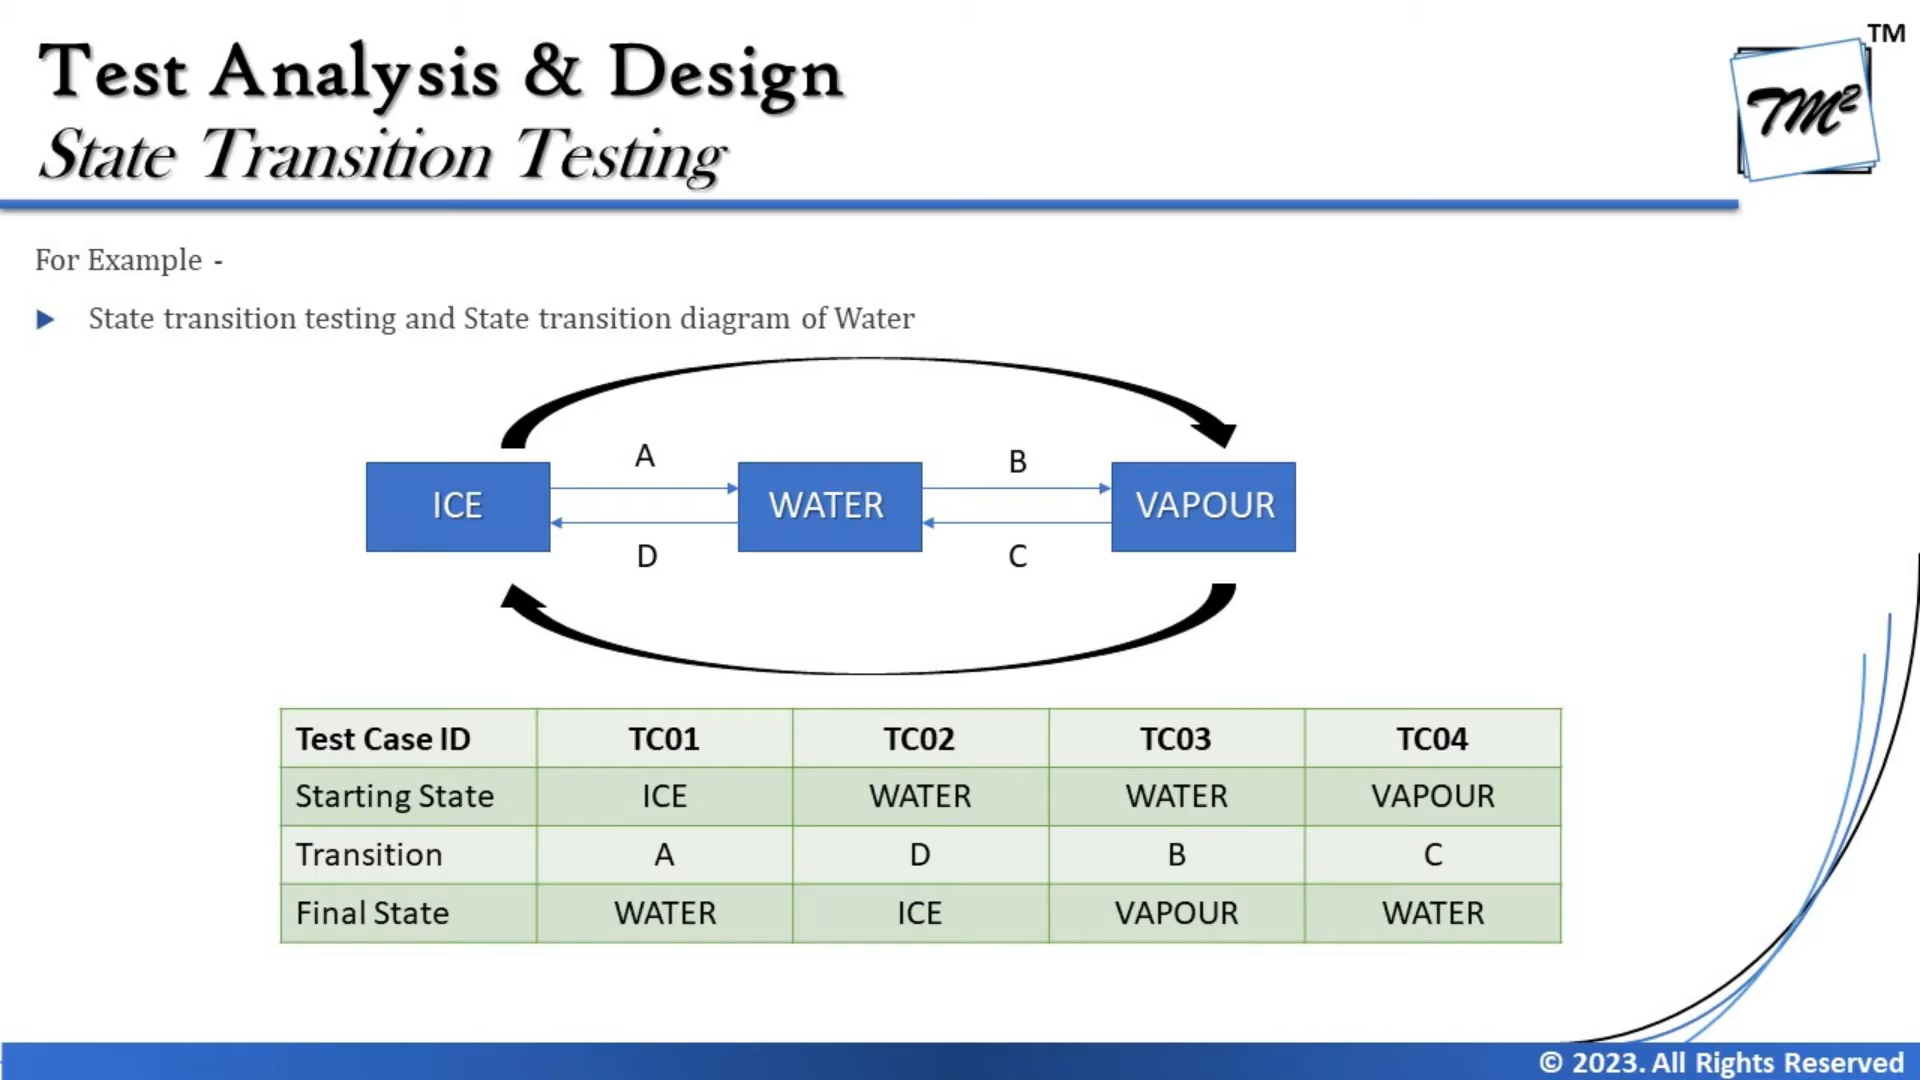 TM
Test Analysis & Design
TM²
State Transition Testing
For Example -
State transition testing and State transition diagram of Water
A
B
ICE
WATER
VAPOUR
D
C
Test Case ID TC01 TC02 TC03 TC04
Starting State ICE WATER WATER VAPOUR
Transition A D B C
Final State WATER ICE VAPOUR WATER
© 2023. All Rights Reserved